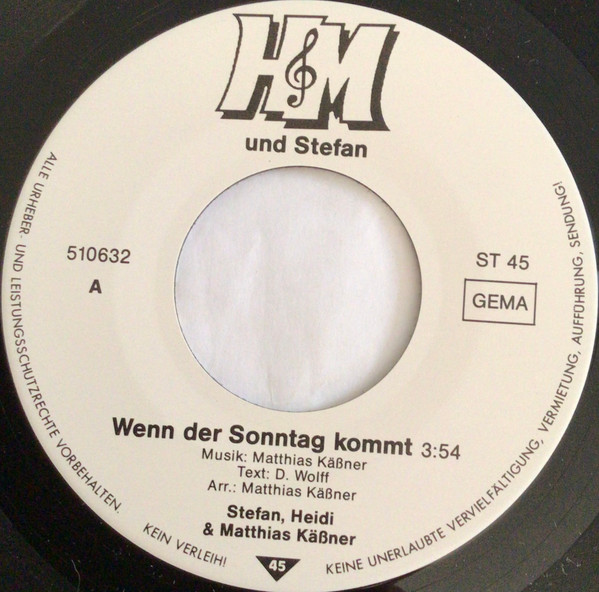 HM
und Stefan
510632
A
ST 45
GEMA
Wenn der Sonntag kommt 3:54
Musik: Matthias Käßner
Text: D. Wolff
Arr.: Matthias Käßner
Stefan, Heidi
& Matthias Käßner
45
ALLE URHEBER- UND LEISTUNGSSCHUTZRECHTE VORBEHALTEN. KEIN VERLEIH! KEINE UNERLAUBTE VERVIELFÄLTIGUNG, VERMIETUNG, AUFFÜHRUNG, SENDUNG!